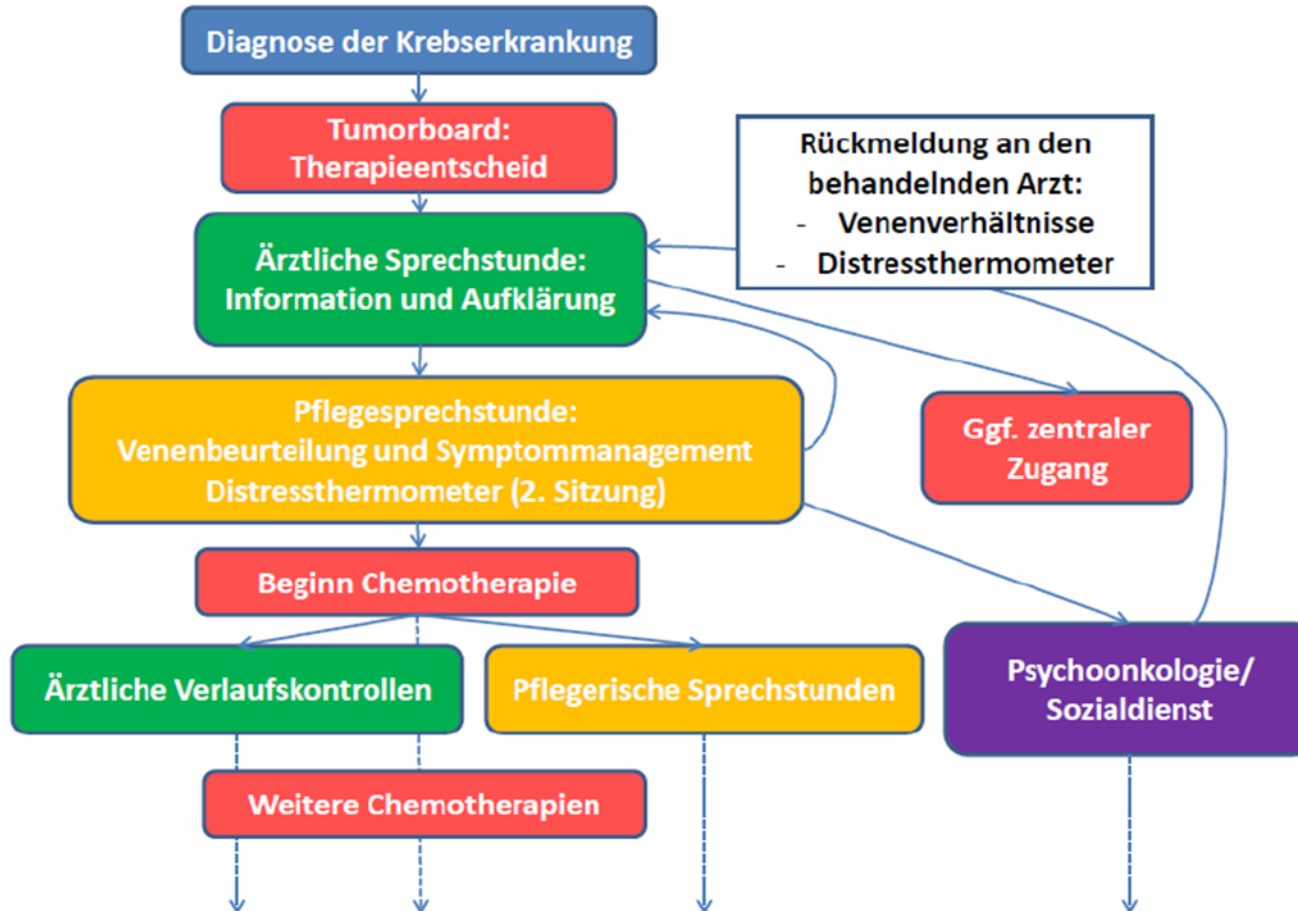 Diagnose der Krebserkrankung
Tumorboard:
Therapieentscheid
Rückmeldung an den
behandelnden Arzt:
- Venenverhältnisse
- Distressthermometer
Ärztliche Sprechstunde:
Information und Aufklärung
Pflegesprechstunde:
Venenbeurteilung und Symptommanagement
Distressthermometer (2. Sitzung)
Ggf. zentraler
Zugang
Beginn Chemotherapie
Ärztliche Verlaufskontrollen
Pflegerische Sprechstunden
Psychoonkologie/
Sozialdienst
Weitere Chemotherapien